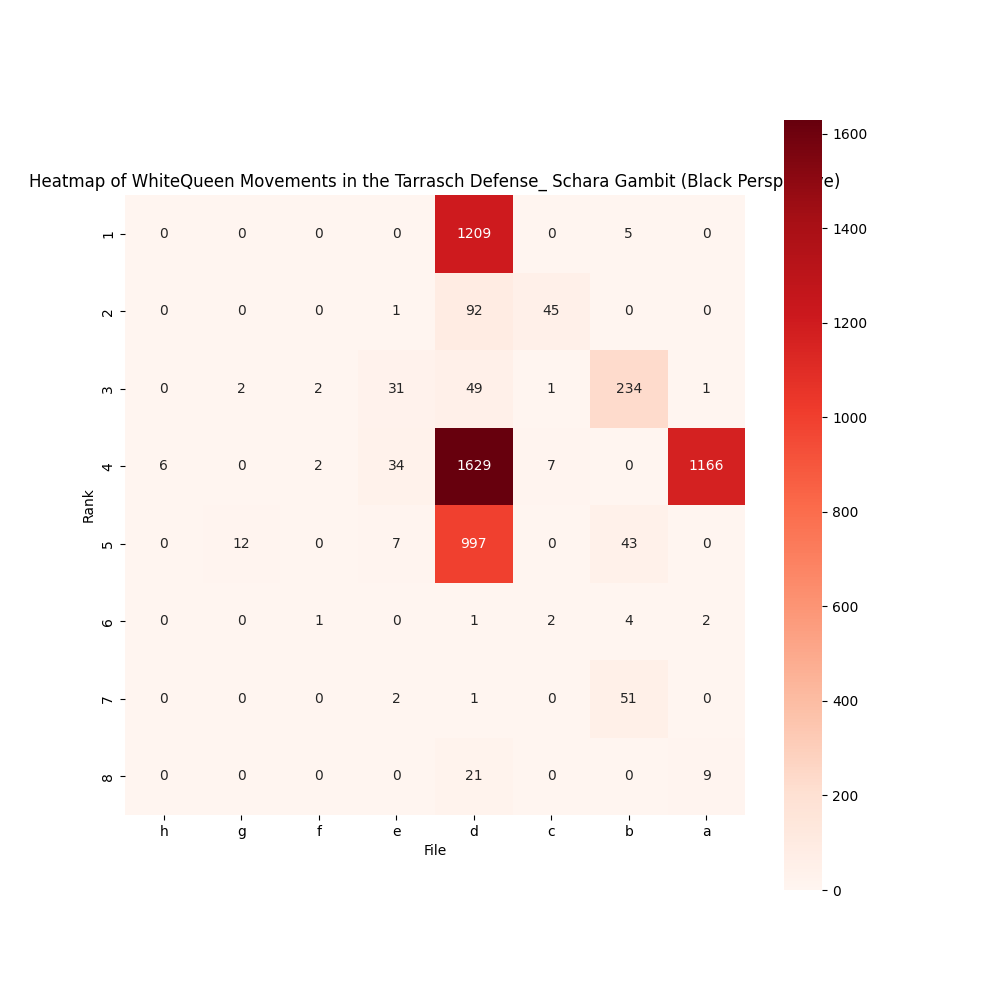 1600
Heatmap of WhiteQueen Movements in the Tarrasch Defense_ Schara Gambit (Black Perspective)
1400
1200
1000
800
600
400
200
0
Rank
1 0 0 0 0 1209 0 5 0
2 0 0 0 1 92 45 0 0
3 0 2 2 31 49 1 234 1
4 6 0 2 34 1629 7 0 1166
5 0 12 0 7 997 0 43 0
6 0 0 1 0 1 2 4 2
7 0 0 0 2 1 0 51 0
8 0 0 0 0 21 0 0 9
h g f e d c b a
File